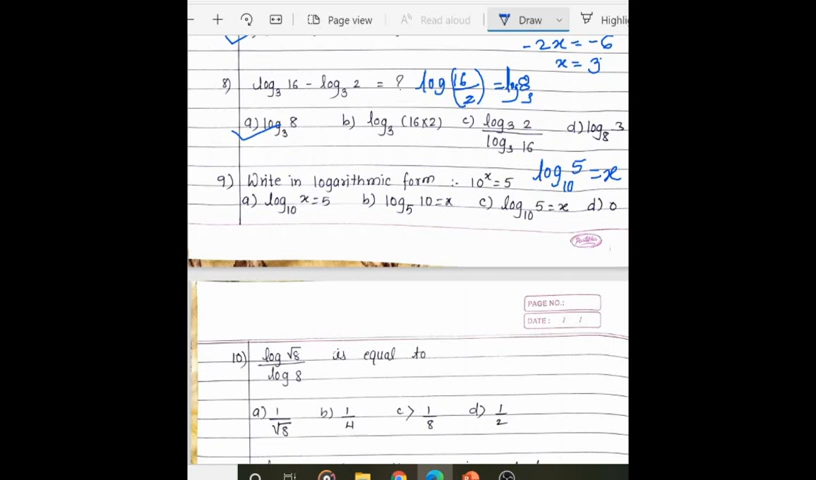 Page view Read aloud Draw Highli
-2x = -6
x = 3
8) log₃ 16 - log₃ 2 = ? log(16/2) = log₃8
a) log₃ 8 b) log₃ (16×2) c) log₃ 2 / log₃ 16 d) log₈ 3
log₁₀ 5 = x
9) Write in logarithmic form :- 10ˣ = 5
a) log₁₀ x = 5 b) log₅ 10 = x c) log₁₀ 5 = x d) 0
PAGE NO.:
DATE: / /
10) log √8 / log 8 is equal to
a) 1/√8 b) 1/4 c> 1/8 d> 1/2